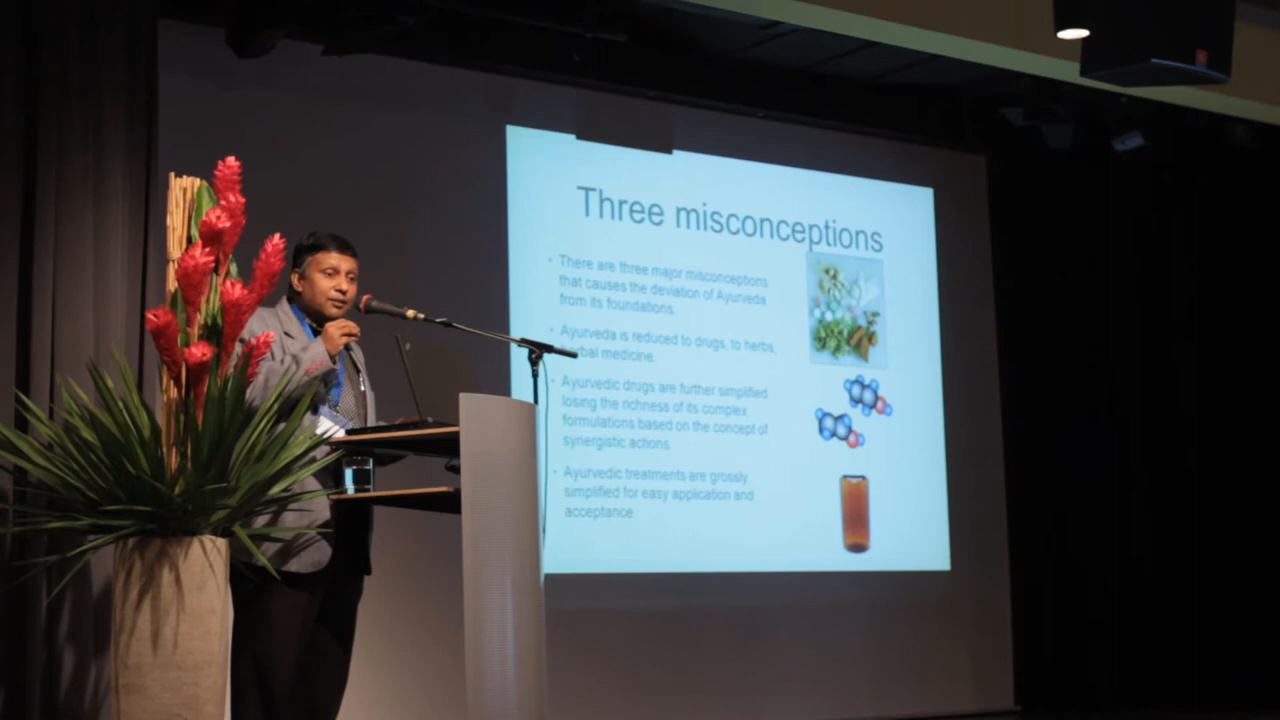 Three misconceptions
There are three major misconceptions
that causes the deviation of Ayurveda
from its foundations.
Ayurveda is reduced to drugs, to herbs,
medicine.
Ayurvedic drugs are further simplified
losing the richness of its complex
formulations based on the concept of
synergistic actions.
Ayurvedic treatments are grossly
simplified for easy application and
acceptance.